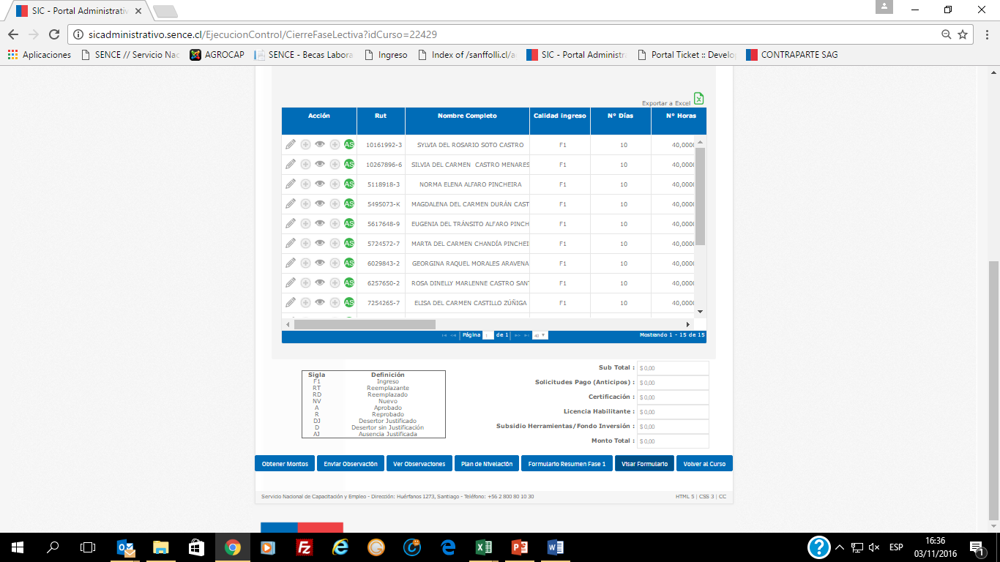 SIC - Portal Administrativ
sicadministrativo.sence.cl/EjecucionControl/CierreFaseLectiva?idCurso=22429
Aplicaciones SENCE // Servicio Nac AGROCAP SENCE - Becas Labora Ingreso Index of /sanffolli.cl/a SIC - Portal Administra Portal Ticket :: Develo CONTRAPARTE SAG
Exportar a Excel
Acción Rut Nombre Completo Calidad ingreso N° Días N° Horas
AS 10161992-3 SYLVIA DEL ROSARIO SOTO CASTRO F1 10 40,0000
AS 10267896-6 SILVIA DEL CARMEN CASTRO MENARES F1 10 40,0000
AS 5118918-3 NORMA ELENA ALFARO PINCHEIRA F1 10 40,0000
AS 5495073-K MAGDALENA DEL CARMEN DURÁN CAST F1 10 40,0000
AS 5617648-9 EUGENIA DEL TRÁNSITO ALFARO PINCH F1 10 40,0000
AS 5724572-7 MARTA DEL CARMEN CHANDÍA PINCHEI F1 10 40,0000
AS 6029843-2 GEORGINA RAQUEL MORALES ARAVENA F1 10 40,0000
AS 6257650-2 ROSA DINELLY MARLENNE CASTRO SANT F1 10 40,0000
AS 7254265-7 ELISA DEL CARMEN CASTILLO ZÚÑIGA F1 10 40,0000
Página 1 de 1 40 Mostrando 1 - 15 de 15
Sigla Definición
F1 Ingreso
RT Reemplazante
RD Reemplazado
NV Nuevo
A Aprobado
R Reprobado
DJ Desertor Justificado
D Desertor sin Justificación
AJ Ausencia Justificada
Sub Total : $ 0,00
Solicitudes Pago (Anticipos) : $ 0,00
Certificación : $ 0,00
Licencia Habilitante : $ 0,00
Subsidio Herramientas/Fondo Inversión : $ 0,00
Monto Total : $ 0,00
Obtener Montos Enviar Observación Ver Observaciones Plan de Nivelación Formulario Resumen Fase 1 Visar Formulario Volver al Curso
Servicio Nacional de Capacitación y Empleo - Dirección: Huérfanos 1273, Santiago - Teléfono: +56 2 800 80 10 30 HTML 5 | CSS 3 | CC
ESP 16:36
03/11/2016 1